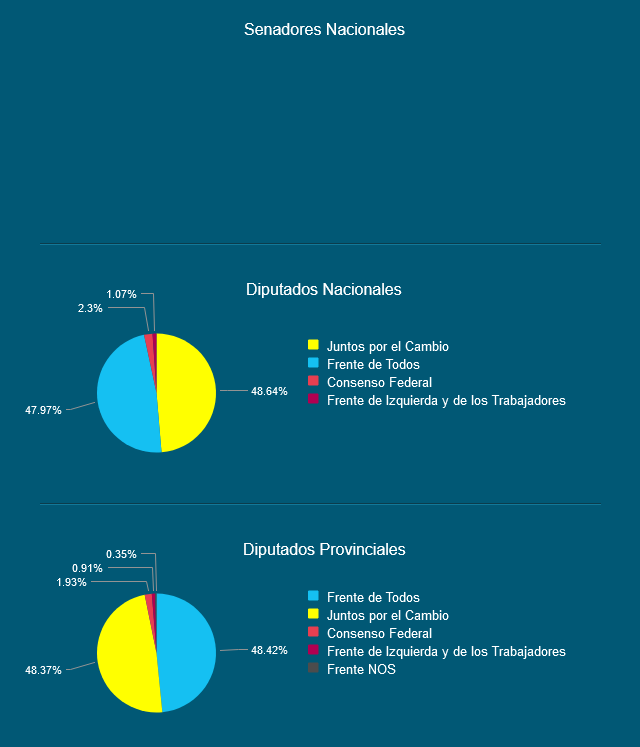 Senadores Nacionales
Diputados Nacionales
1.07%
2.3%
47.97%
48.64%
Juntos por el Cambio
Frente de Todos
Consenso Federal
Frente de Izquierda y de los Trabajadores
Diputados Provinciales
0.35%
0.91%
1.93%
48.37%
48.42%
Frente de Todos
Juntos por el Cambio
Consenso Federal
Frente de Izquierda y de los Trabajadores
Frente NOS